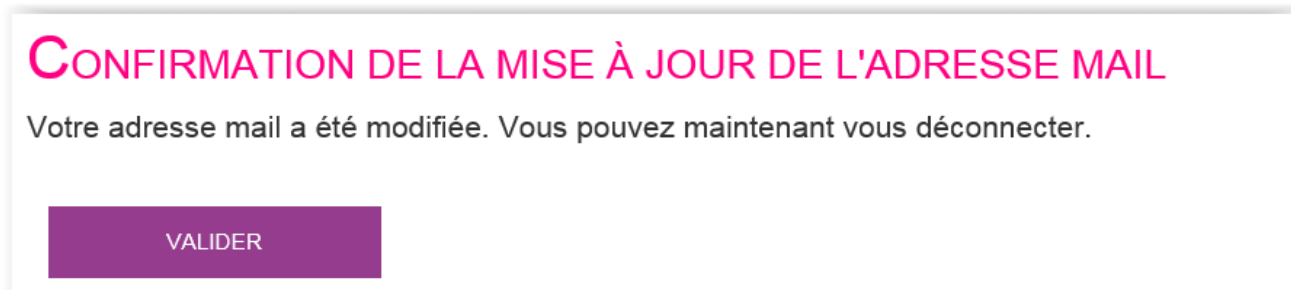 CONFIRMATION DE LA MISE À JOUR DE L'ADRESSE MAIL
Votre adresse mail a été modifiée. Vous pouvez maintenant vous déconnecter.
VALIDER